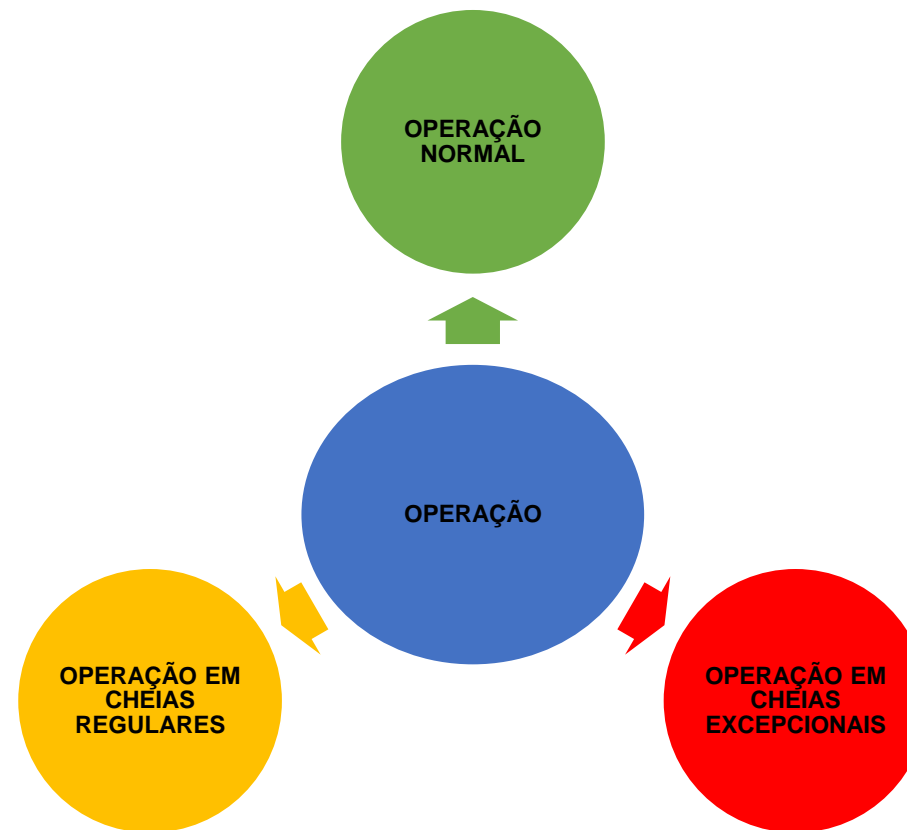 OPERAÇÃO
NORMAL
OPERAÇÃO
OPERAÇÃO EM
CHEIAS
REGULARES
OPERAÇÃO EM
CHEIAS
EXCEPCIONAIS